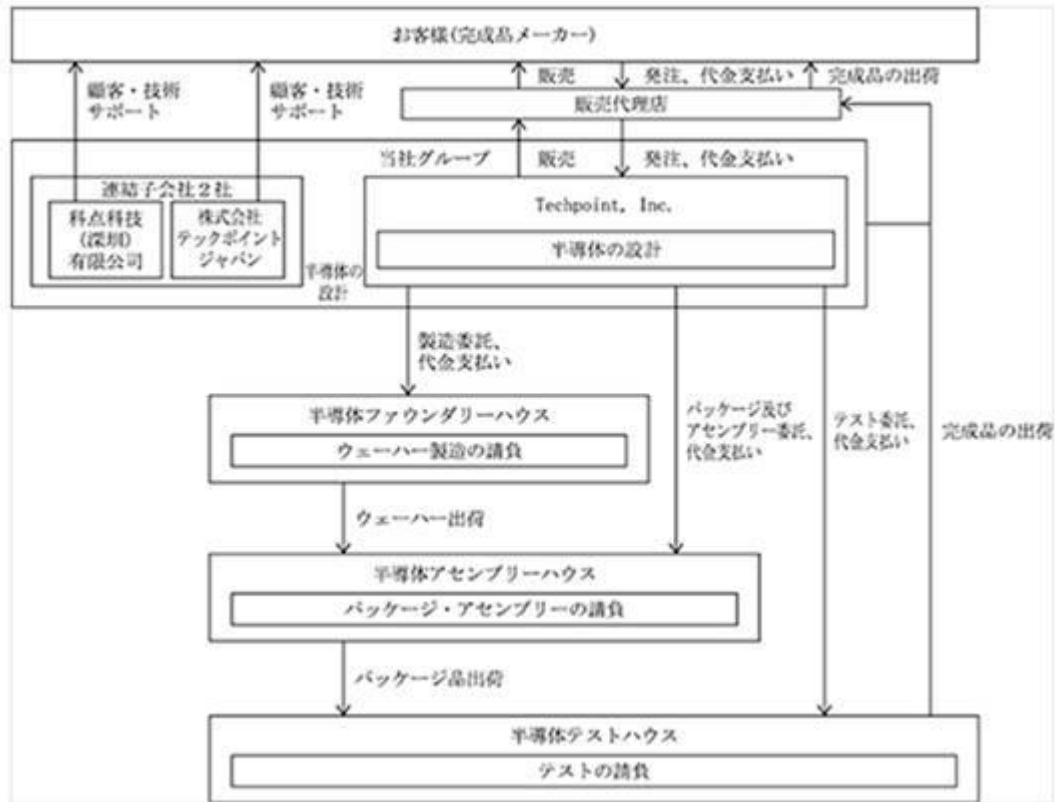 お客様(完成品メーカー)
顧客・技術
サポート
顧客・技術
サポート
販売
発注、代金支払い
完成品の出荷
販売代理店
当社グループ
販売
発注、代金支払い
連結子会社2社
科点科技
(深圳)
有限公司
株式会社
テックポイント
ジャパン
半導体の
設計
Techpoint, Inc.
半導体の設計
製造委託、
代金支払い
半導体ファウンダリーハウス
ウェーハー製造の請負
パッケージ及び
アセンブリー委託、
代金支払い
テスト委託、
代金支払い
完成品の出荷
ウェーハー出荷
半導体アセンブリーハウス
パッケージ・アセンブリーの請負
パッケージ品出荷
半導体テストハウス
テストの請負